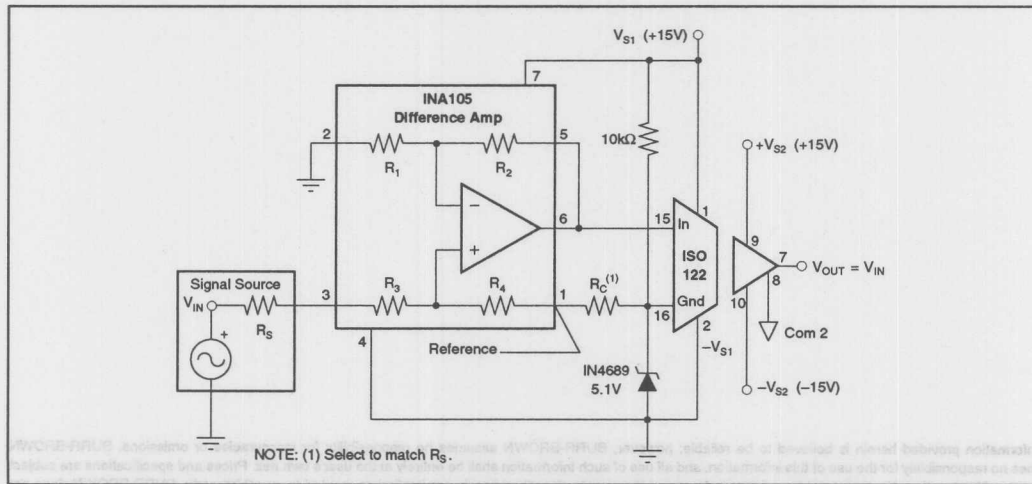 V_S1 (+15V)
7
INA105
Difference Amp
2
5
R1
R2
10kΩ
+V_S2 (+15V)
−
+
6
15
In
1
ISO
122
9
7
V_OUT = V_IN
8
10
Signal Source
V_IN
R_S
3
R3
R4
1
R_C(1)
16
Gnd
2
−V_S1
Com 2
4
Reference
IN4689
5.1V
−V_S2 (−15V)
NOTE: (1) Select to match R_S.